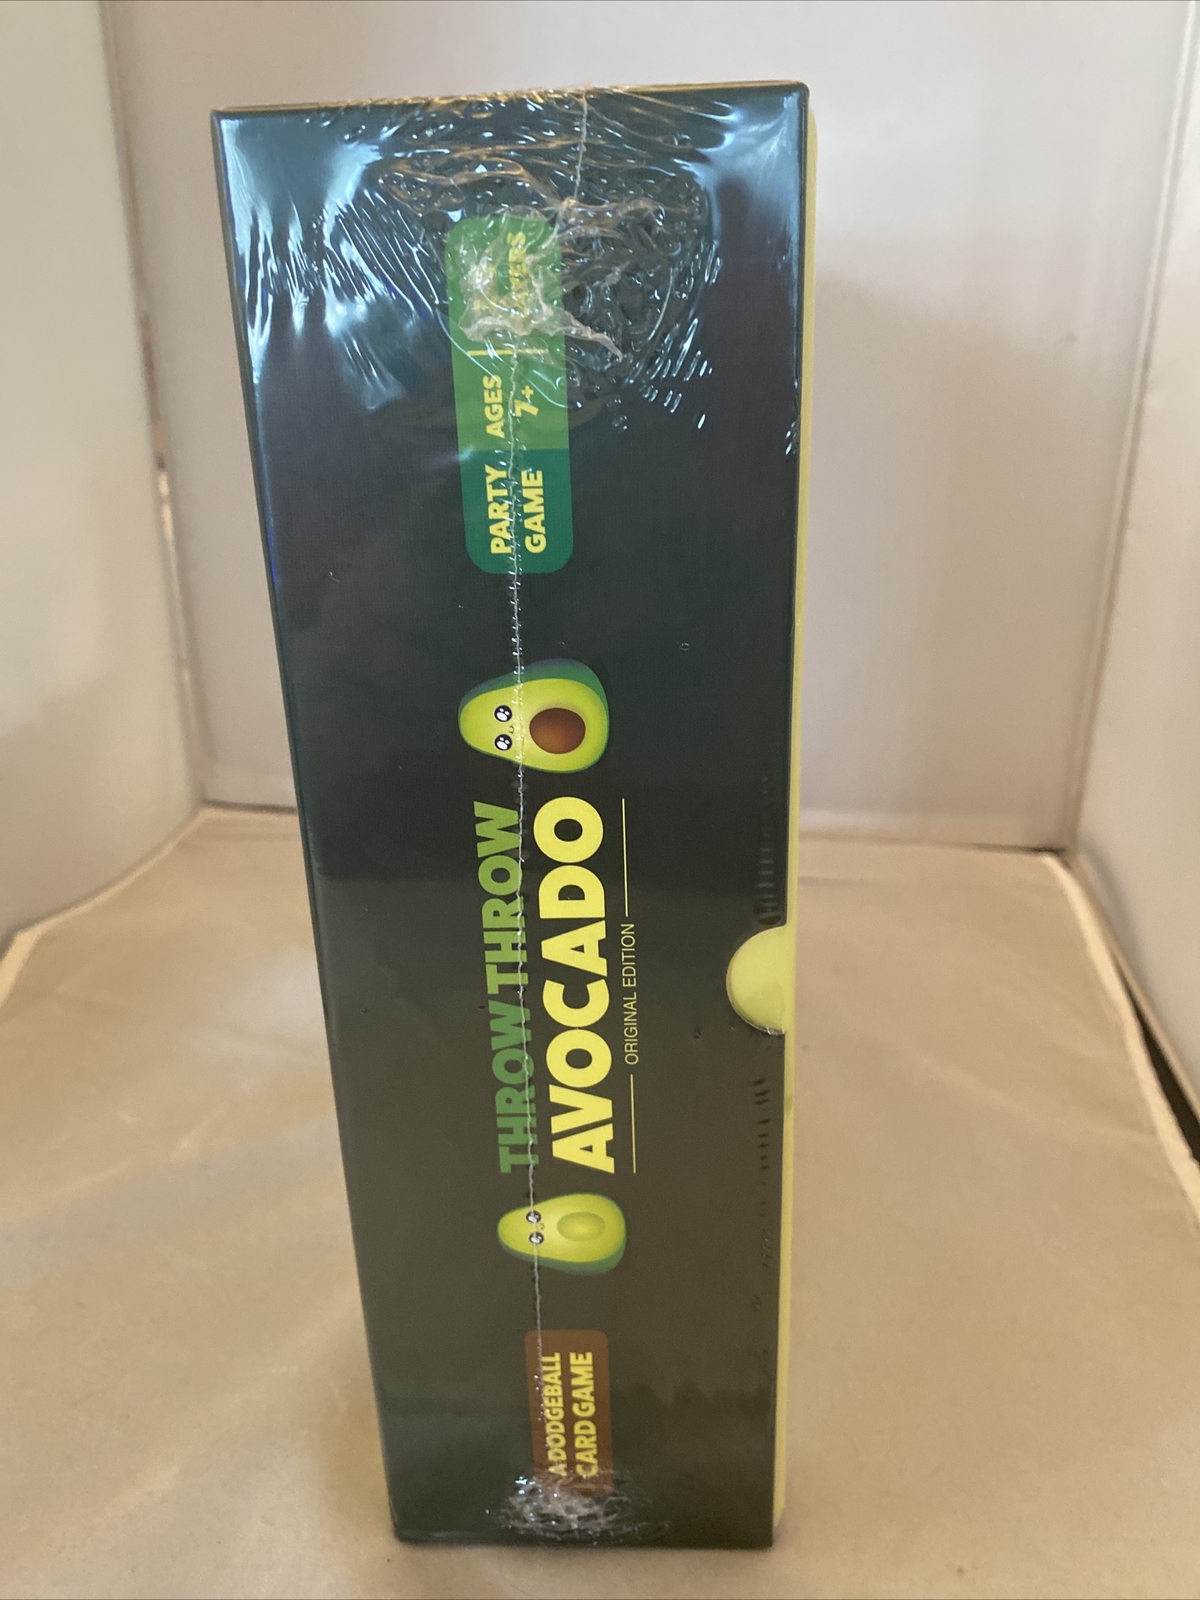 A DODGEBALL
CARD GAME
THROW THROW
AVOCADO
ORIGINAL EDITION
PARTY
GAME
AGES
7+